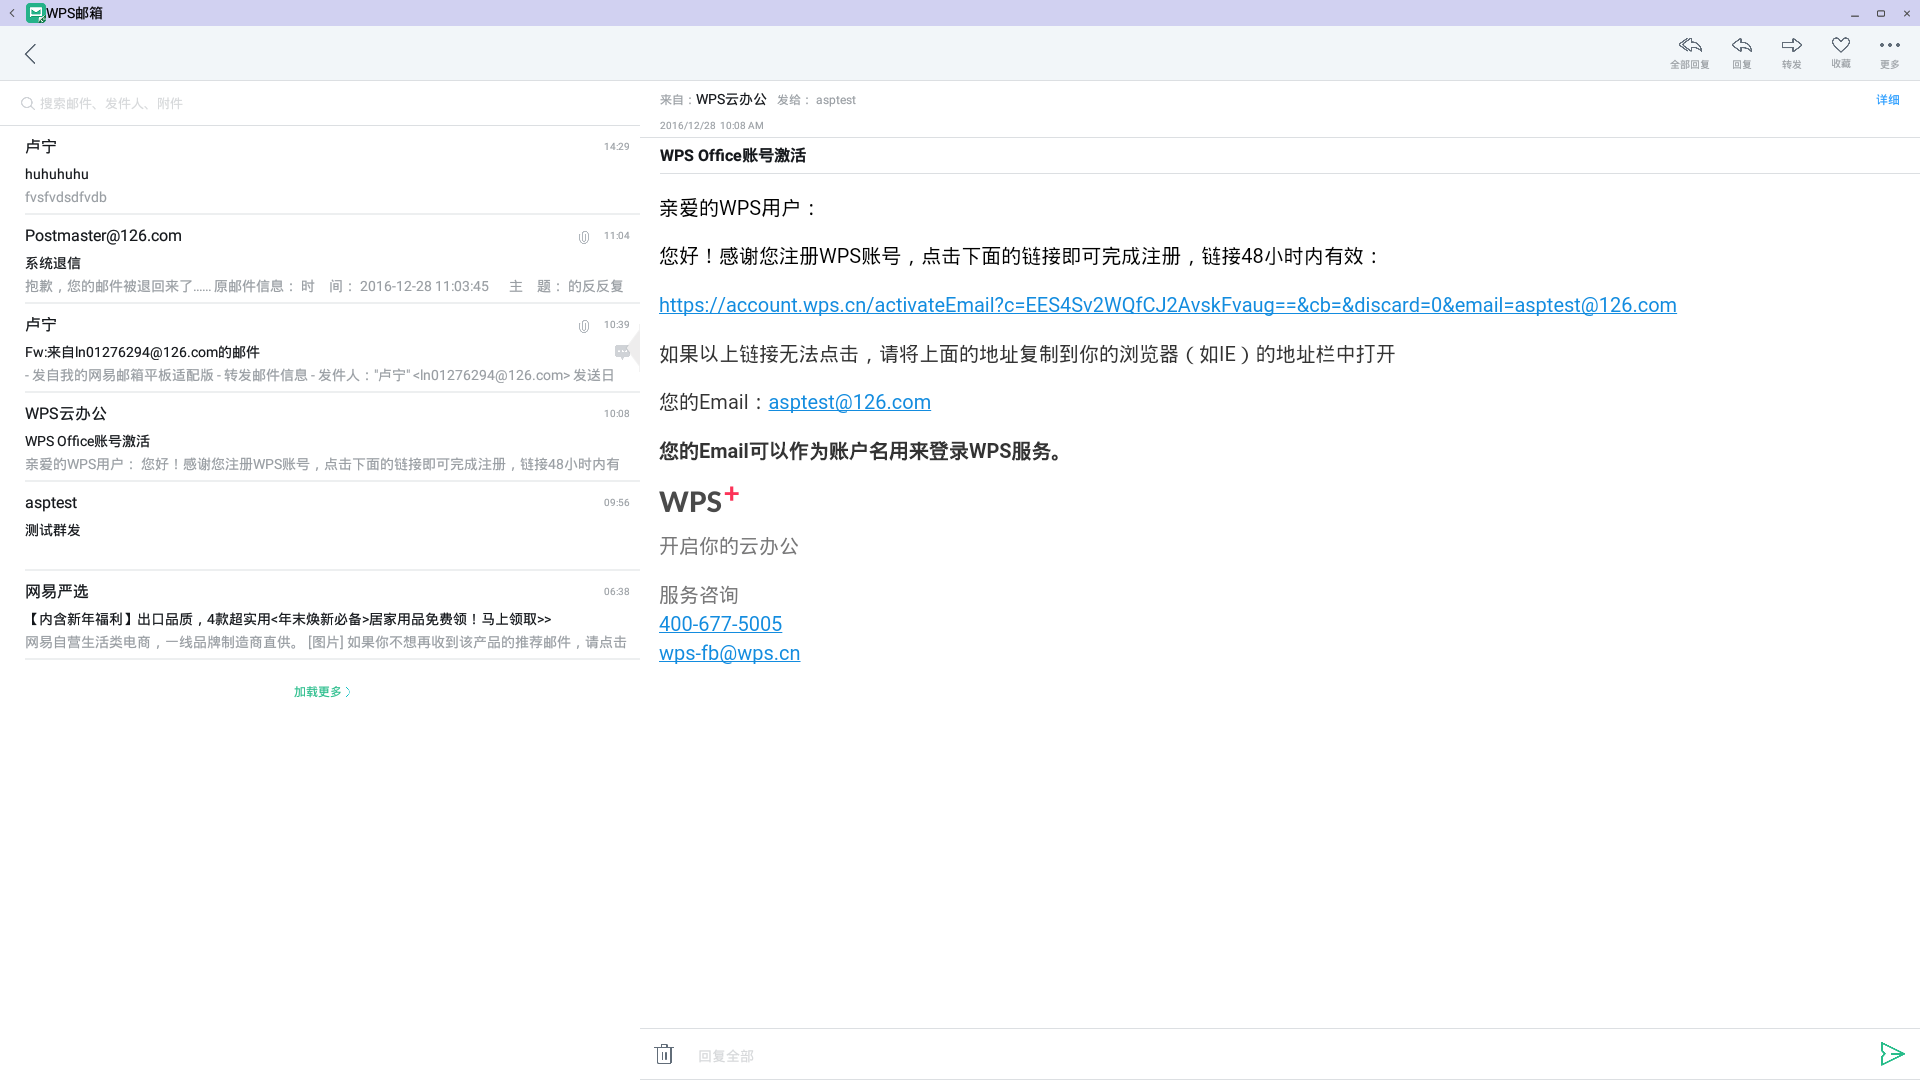 WPS邮箱
全部回复
回复
转发
收藏
更多
搜索邮件、发件人、附件
卢宁 14:29
huhuhuhu
fvsfvdsdfvdb
Postmaster@126.com 11:04
系统退信
抱歉，您的邮件被退回来了...... 原邮件信息： 时 间： 2016-12-28 11:03:45 主 题： 的反反复
卢宁 10:39
Fw:来自ln01276294@126.com的邮件
- 发自我的网易邮箱平板适配版 - 转发邮件信息 - 发件人："卢宁" <ln01276294@126.com> 发送日
WPS云办公 10:08
WPS Office账号激活
亲爱的WPS用户： 您好！感谢您注册WPS账号，点击下面的链接即可完成注册，链接48小时内有
asptest 09:56
测试群发
网易严选 06:38
【内含新年福利】出口品质，4款超实用<年末焕新必备>居家用品免费领！马上领取>>
网易自营生活类电商，一线品牌制造商直供。 [图片] 如果你不想再收到该产品的推荐邮件，请点击
加载更多
来自：WPS云办公 发给： asptest 详细
2016/12/28 10:08 AM
WPS Office账号激活
亲爱的WPS用户：
您好！感谢您注册WPS账号，点击下面的链接即可完成注册，链接48小时内有效：
https://account.wps.cn/activateEmail?c=EES4Sv2WQfCJ2AvskFvaug==&cb=&discard=0&email=asptest@126.com
如果以上链接无法点击，请将上面的地址复制到你的浏览器（如IE）的地址栏中打开
您的Email：asptest@126.com
您的Email可以作为账户名用来登录WPS服务。
WPS+
开启你的云办公
服务咨询
400-677-5005
wps-fb@wps.cn
回复全部